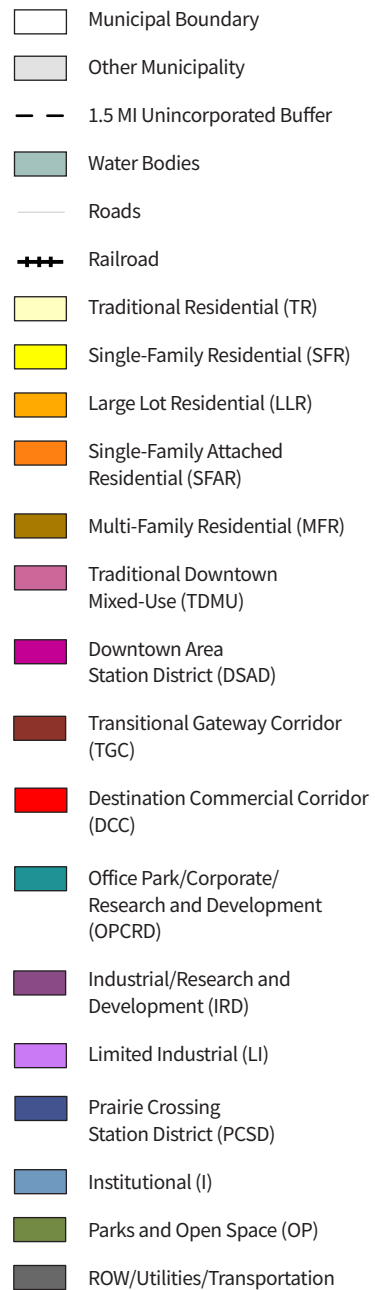 Municipal Boundary
Other Municipality
1.5 MI Unincorporated Buffer
Water Bodies
Roads
Railroad
Traditional Residential (TR)
Single-Family Residential (SFR)
Large Lot Residential (LLR)
Single-Family Attached
Residential (SFAR)
Multi-Family Residential (MFR)
Traditional Downtown
Mixed-Use (TDMU)
Downtown Area
Station District (DSAD)
Transitional Gateway Corridor
(TGC)
Destination Commercial Corridor
(DCC)
Office Park/Corporate/
Research and Development
(OPCRD)
Industrial/Research and
Development (IRD)
Limited Industrial (LI)
Prairie Crossing
Station District (PCSD)
Institutional (I)
Parks and Open Space (OP)
ROW/Utilities/Transportation